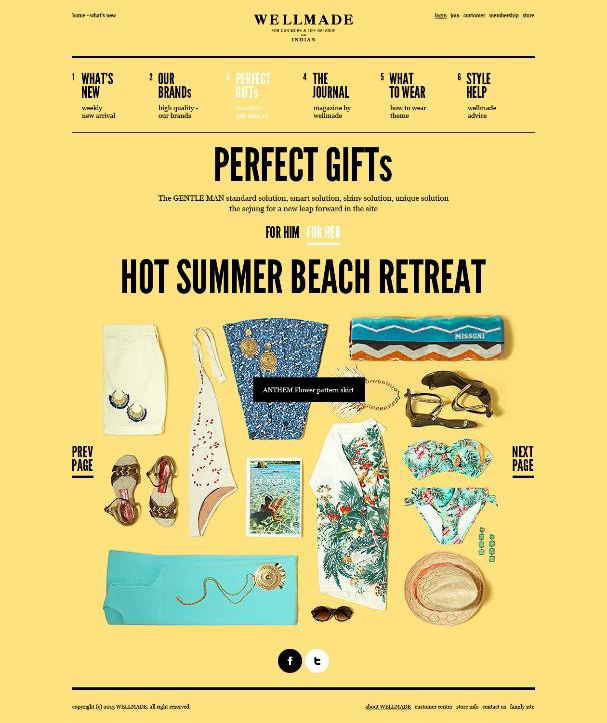 home - what's new
WELLMADE
INDIAN
login join customer membership store
1 WHAT'S NEW
weekly
new arrival
2 OUR BRANDs
high quality -
our brands
3 PERFECT GIFTs
4 THE JOURNAL
magazine by
wellmade
5 WHAT TO WEAR
how to wear
theme
6 STYLE HELP
wellmade
advice
PERFECT GIFTs
The GENTLE MAN standard solution, smart solution, shiny solution, unique solution
the sejung for a new leap forward in the site
FOR HIM FOR HER
HOT SUMMER BEACH RETREAT
MISSONI
ANTHEM Flower pattern skirt
PREV
PAGE
NEXT
PAGE
ST. BARTHS
copyright (c) 2013 WELLMADE. all right reserved.
about WELLMADE customer center store info contact us family site